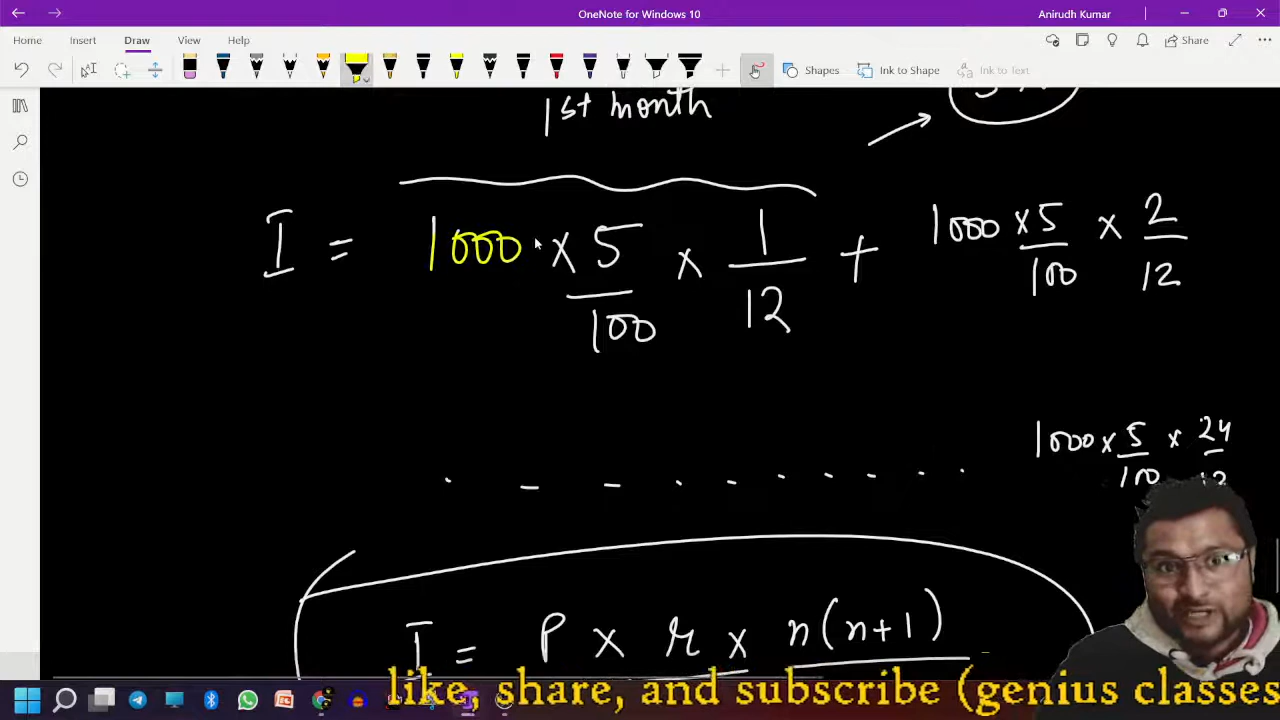 OneNote for Windows 10
Anirudh Kumar
Home Insert Draw View Help
Share
Shapes Ink to Shape Ink to Text
1st month
I = 1000 × 5/100 × 1/12 + 1000 × 5/100 × 2/12
1000 × 5/100 × 24/12
I = P × r × n(n+1)
like, share, and subscribe (genius classes